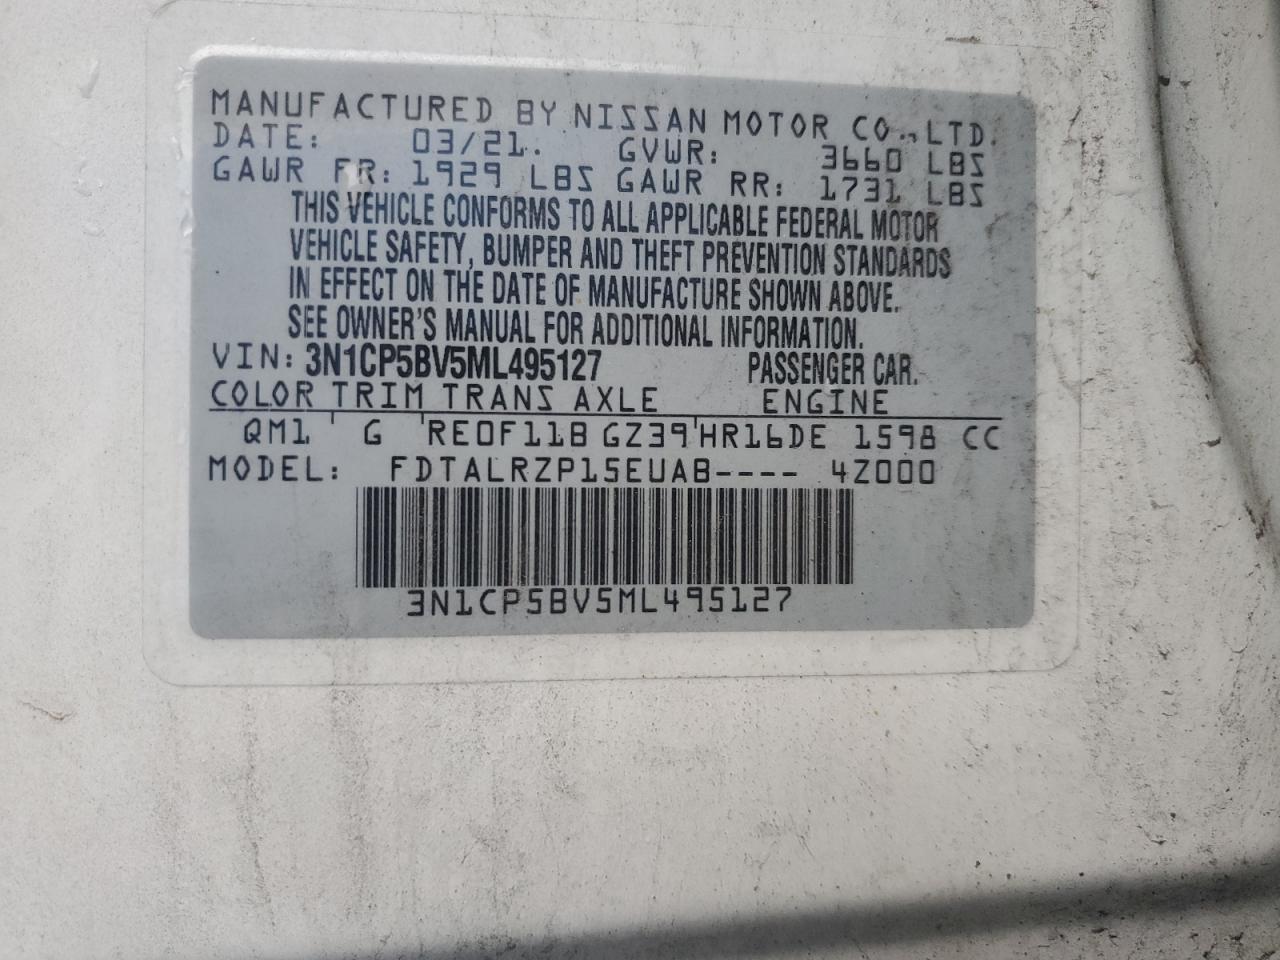 MANUFACTURED BY NISSAN MOTOR CO., LTD.
DATE: 03/21. GVWR: 3660 LBS
GAWR FR: 1929 LBS GAWR RR: 1731 LBS
THIS VEHICLE CONFORMS TO ALL APPLICABLE FEDERAL MOTOR
VEHICLE SAFETY, BUMPER AND THEFT PREVENTION STANDARDS
IN EFFECT ON THE DATE OF MANUFACTURE SHOWN ABOVE.
SEE OWNER'S MANUAL FOR ADDITIONAL INFORMATION.
VIN: 3N1CP5BV5ML495127 PASSENGER CAR.
COLOR TRIM TRANS AXLE ENGINE
QM1 G RE0F11B GZ39 HR16DE 1598 CC
MODEL: FDTALRZP15EUAB---- 4Z000
3N1CP5BV5ML495127